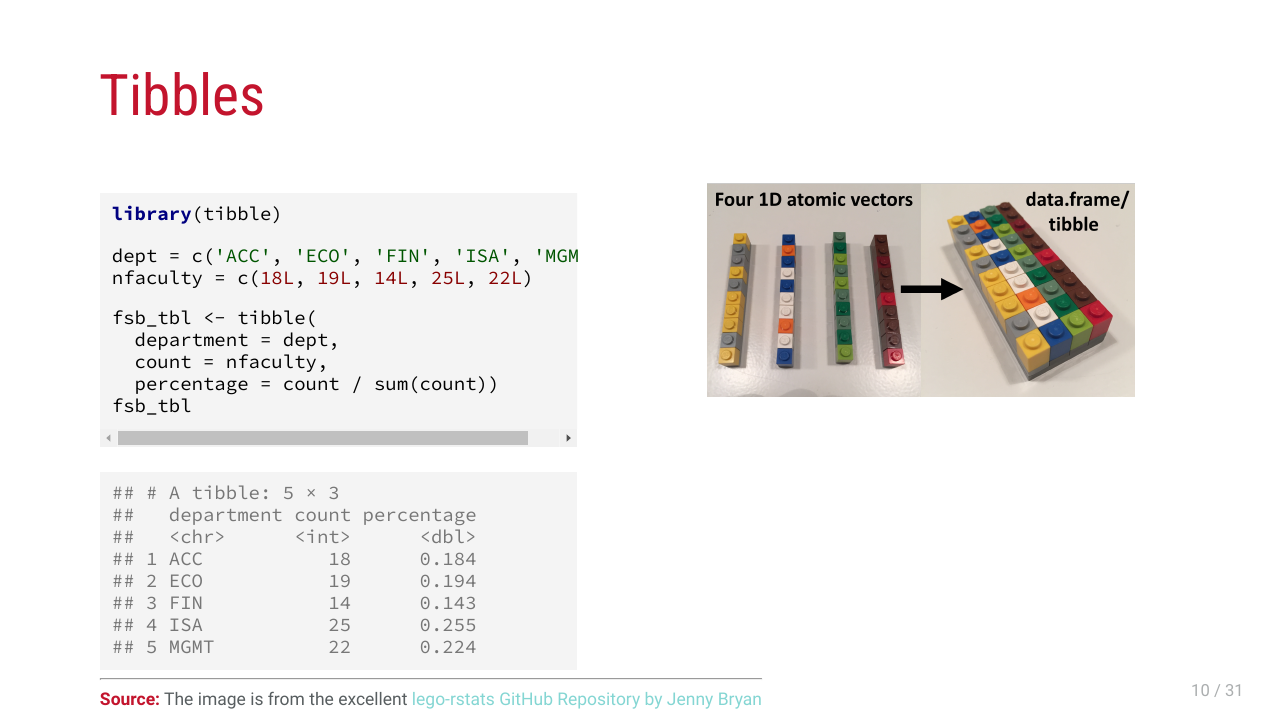 Tibbles
library(tibble)
dept = c('ACC', 'ECO', 'FIN', 'ISA', 'MGM
nfaculty = c(18L, 19L, 14L, 25L, 22L)
fsb_tbl <- tibble(
  department = dept,
  count = nfaculty,
  percentage = count / sum(count))
fsb_tbl
## # A tibble: 5 × 3
##   department count percentage
##   <chr>      <int>      <dbl>
## 1 ACC           18      0.184
## 2 ECO           19      0.194
## 3 FIN           14      0.143
## 4 ISA           25      0.255
## 5 MGMT          22      0.224
Four 1D atomic vectors
data.frame/
tibble
Source: The image is from the excellent lego-rstats GitHub Repository by Jenny Bryan
10 / 31